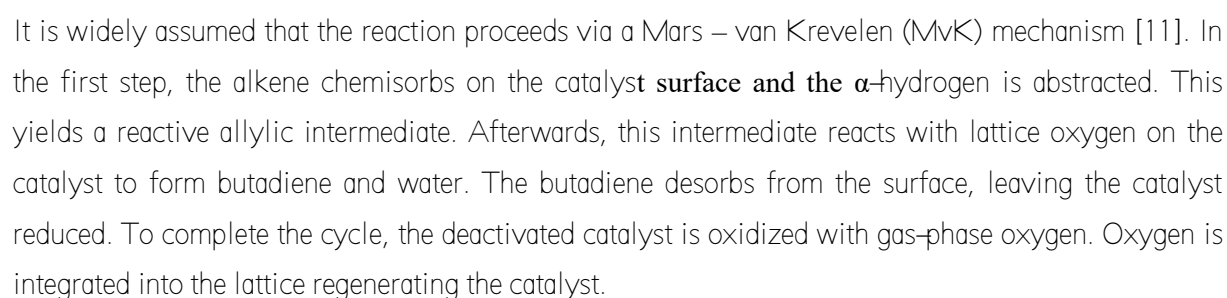 It is widely assumed that the reaction proceeds via a Mars – van Krevelen (MvK) mechanism [11]. In
the first step, the alkene chemisorbs on the catalyst surface and the α-hydrogen is abstracted. This
yields a reactive allylic intermediate. Afterwards, this intermediate reacts with lattice oxygen on the
catalyst to form butadiene and water. The butadiene desorbs from the surface, leaving the catalyst
reduced. To complete the cycle, the deactivated catalyst is oxidized with gas-phase oxygen. Oxygen is
integrated into the lattice regenerating the catalyst.